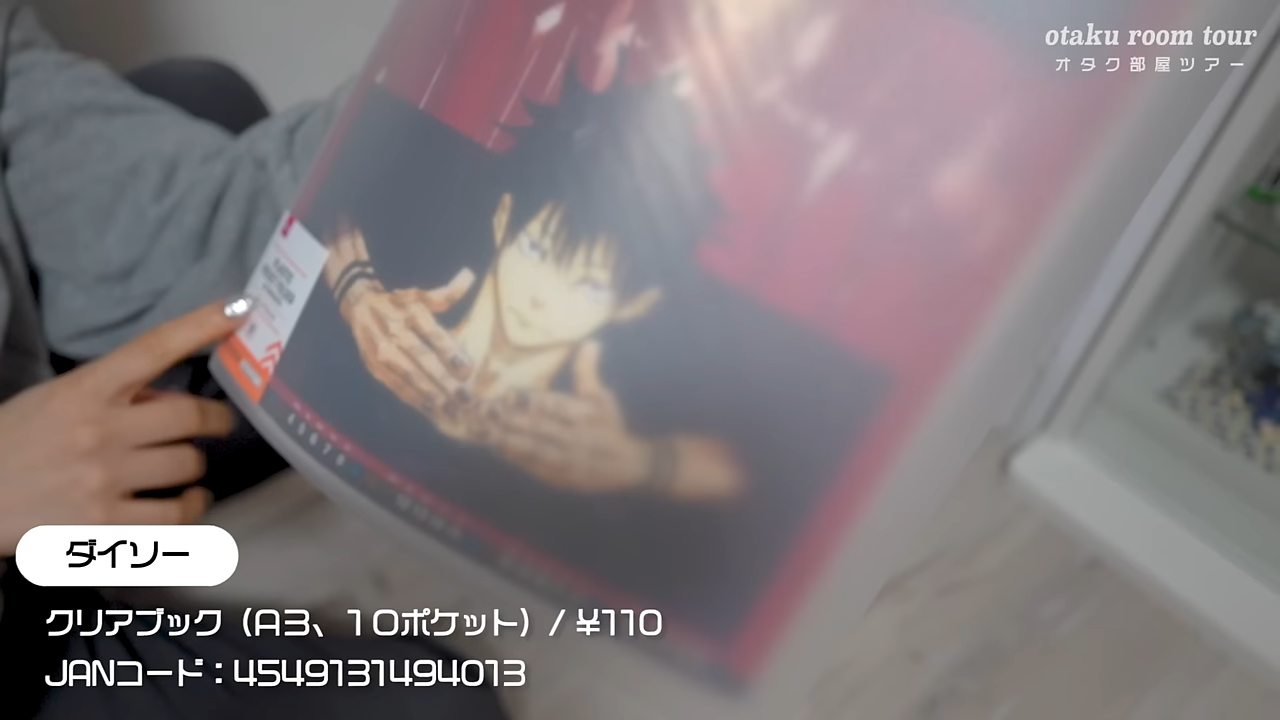 otaku room tour
オタク部屋ツアー
ダイソー
クリアブック（A3、10ポケット）/ ¥110
JANコード：4549131494013